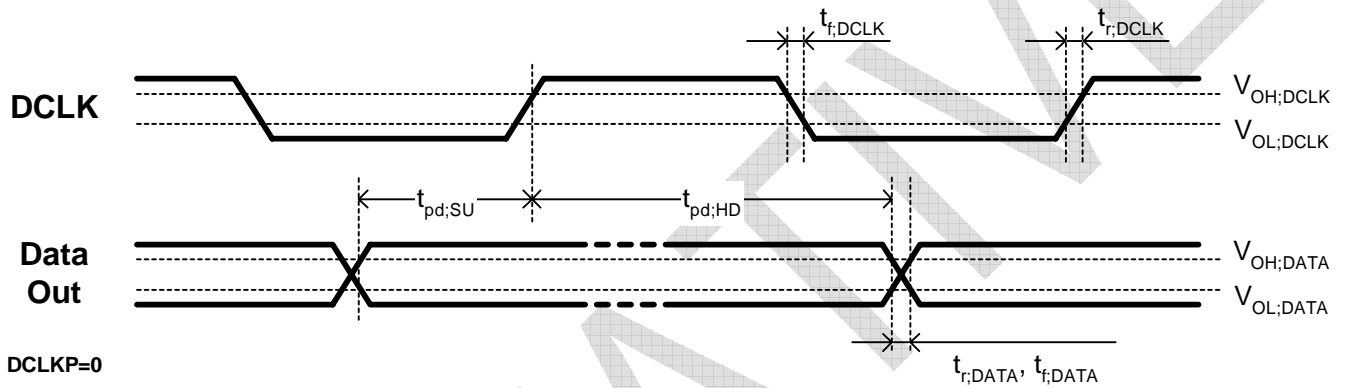 t_f;DCLK
t_r;DCLK
DCLK
V_OH;DCLK
V_OL;DCLK
t_pd;SU
t_pd;HD
Data
Out
V_OH;DATA
V_OL;DATA
DCLKP=0
t_r;DATA, t_f;DATA